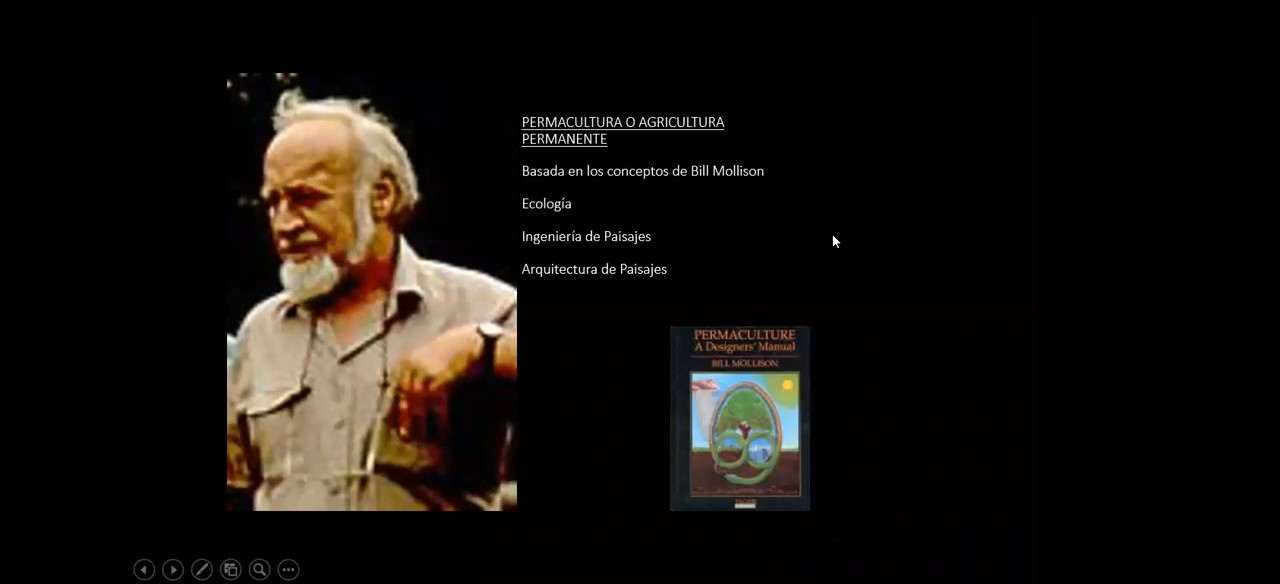 PERMACULTURA O AGRICULTURA
PERMANENTE
Basada en los conceptos de Bill Mollison
Ecología
Ingeniería de Paisajes
Arquitectura de Paisajes
PERMACULTURE
A Designers' Manual
BILL MOLLISON